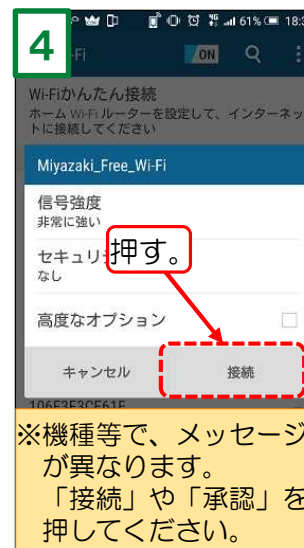 4
61% 18:3
-Fi ON
Wi-Fiかんたん接続
ホーム Wi-Fi ルーターを設定して、インターネッ
トに接続してください
Miyazaki_Free_Wi-Fi
信号強度
非常に強い
セキュリ
押す。
なし
高度なオプション
キャンセル 接続
※機種等で、メッセージ
が異なります。
「接続」や「承認」を
押してください。